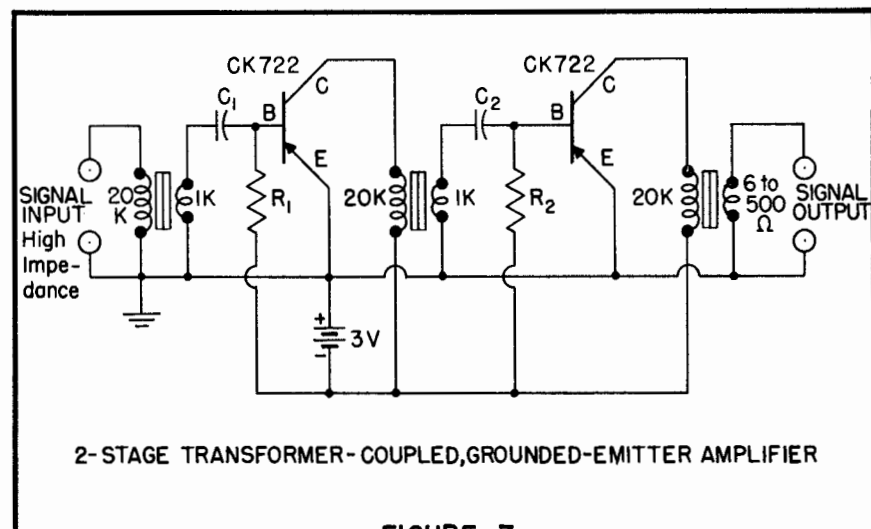 CK722
C
C1
B
E
R1
20K
1K
CK722
C
C2
B
E
R2
20K
6 to
500
Ω
SIGNAL
OUTPUT
SIGNAL
INPUT
High
Impe-
dance
20
K
1K
+
-
3V
2-STAGE TRANSFORMER-COUPLED,GROUNDED-EMITTER AMPLIFIER